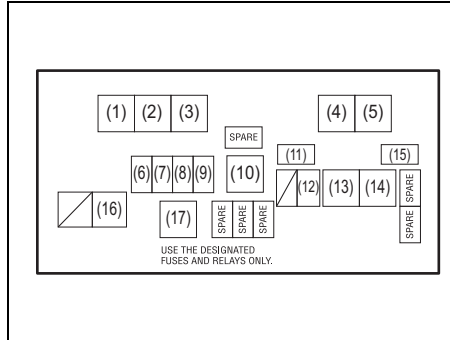 (1) (2) (3) (4) (5)
SPARE
(11) (15)
(6) (7) (8) (9) (10) (12) (13) (14) SPARE
(16) (17) SPARE SPARE SPARE SPARE
USE THE DESIGNATED
FUSES AND RELAYS ONLY.